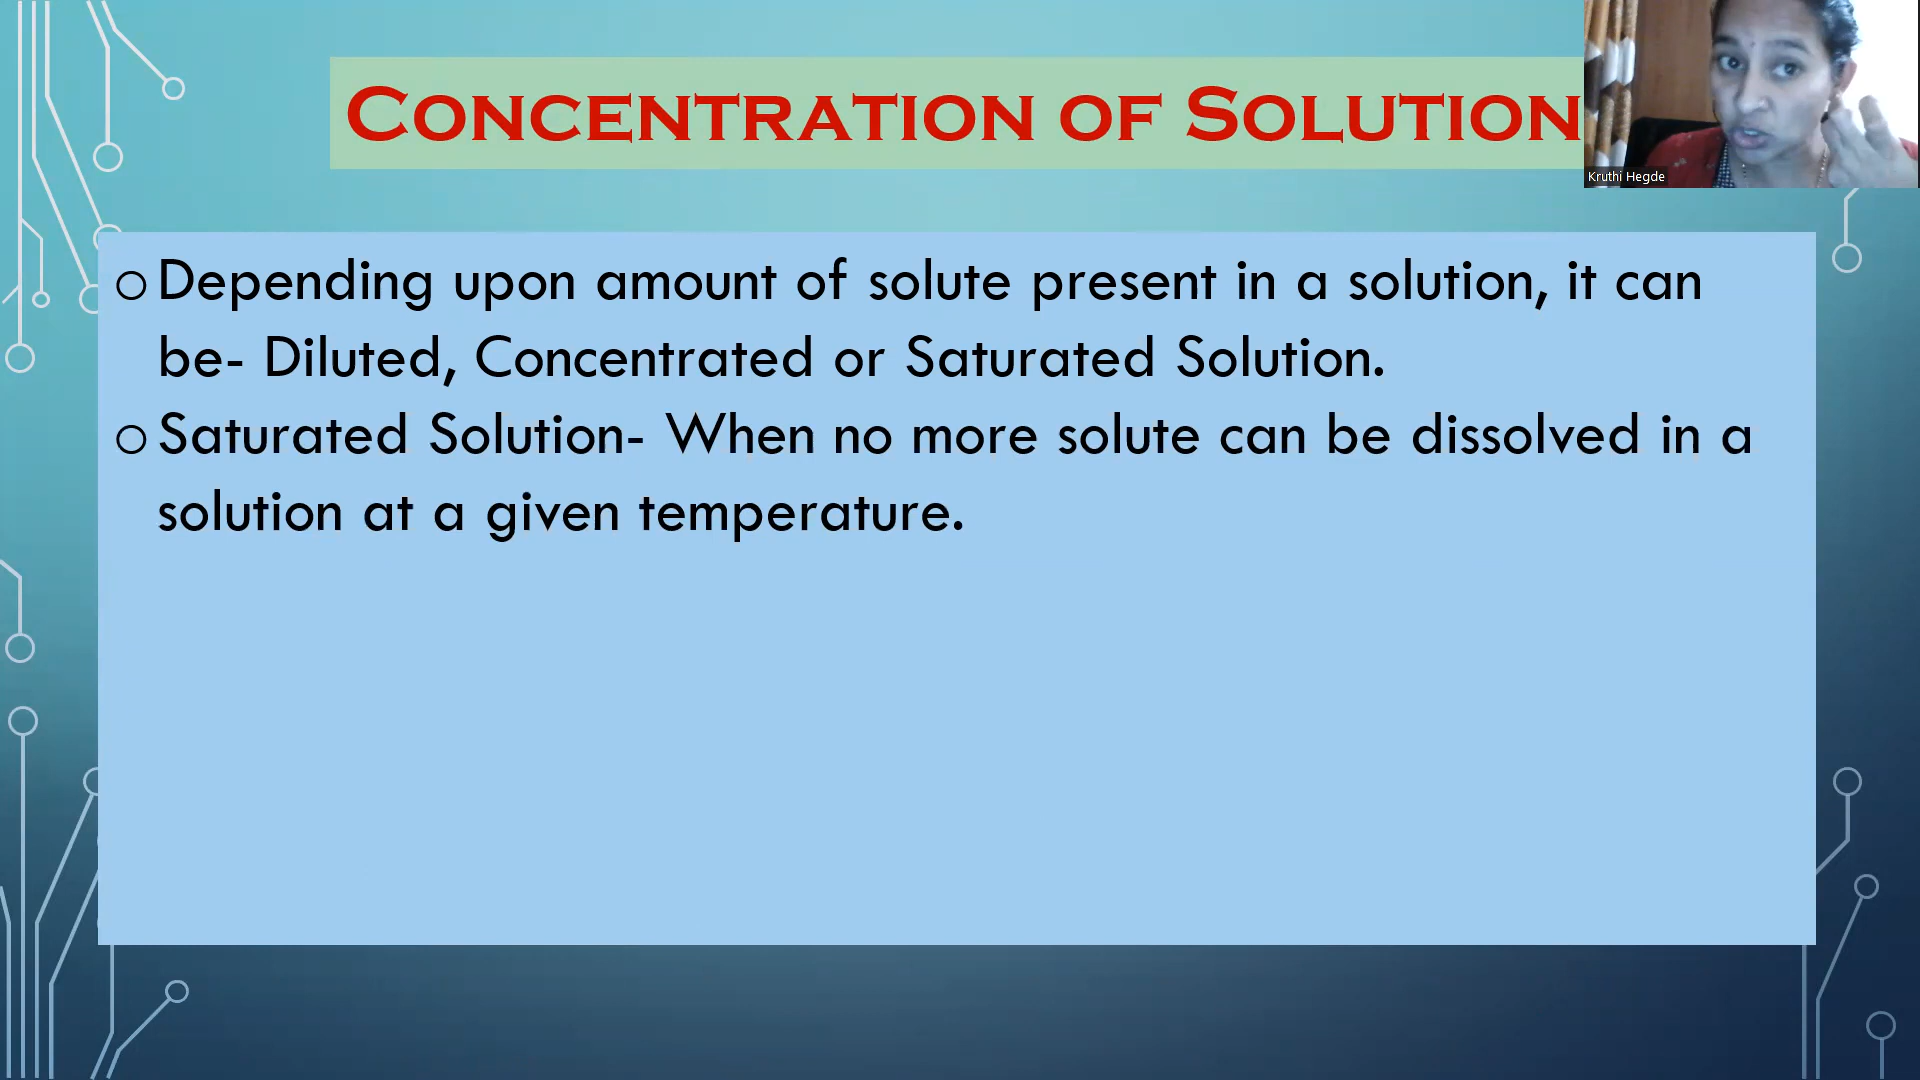 CONCENTRATION OF SOLUTION
Kruthi Hegde
o Depending upon amount of solute present in a solution, it can
be- Diluted, Concentrated or Saturated Solution.
o Saturated Solution- When no more solute can be dissolved in a
solution at a given temperature.